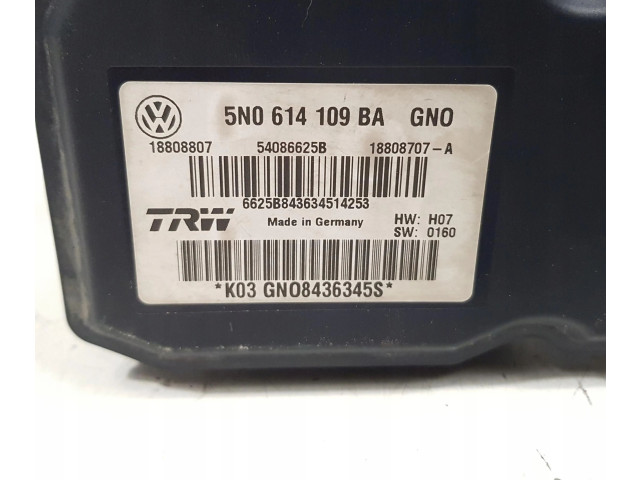 5N0 614 109 BA GNO
18808807 54086625B 18808707-A
6625B843634514253
TRW Made in Germany HW: H07
SW: 0160
*K03 GNO8436345S*